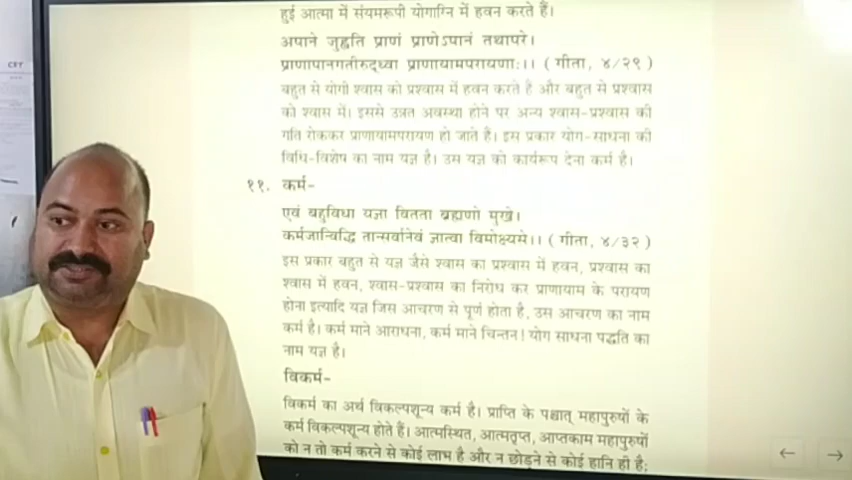 CET
हुई आत्मा में संयमरूपी योगाग्नि में हवन करते हैं।
अपाने जुह्वति प्राणं प्राणेऽपानं तथापरे।
प्राणापानगतीरुद्ध्वा प्राणायामपरायणाः।। ( गीता, ४/२९ )
बहुत से योगी श्वास को प्रश्वास में हवन करते है और बहुत से प्रश्वास
को श्वास में। इससे उन्नत अवस्था होने पर अन्य श्वास-प्रश्वास की
गति रोककर प्राणायामपरायण हो जाते हैं। इस प्रकार योग-साधना की
विधि-विशेष का नाम यज्ञ है। उस यज्ञ को कार्यरूप देना कर्म है।
११. कर्म-
एवं बहुविधा यज्ञा वितता ब्रह्मणो मुखे।
कर्मजान्विद्धि तान्सर्वानेवं ज्ञात्वा विमोक्ष्यसे।। ( गीता, ४/३२ )
इस प्रकार बहुत से यज्ञ जैसे श्वास का प्रश्वास में हवन, प्रश्वास का
श्वास में हवन, श्वास-प्रश्वास का निरोध कर प्राणायाम के परायण
होना इत्यादि यज्ञ जिस आचरण से पूर्ण होता है, उस आचरण का नाम
कर्म है। कर्म माने आराधना, कर्म माने चिन्तन! योग साधना पद्धति का
नाम यज्ञ है।
विकर्म-
विकर्म का अर्थ विकल्पशून्य कर्म है। प्राप्ति के पश्चात् महापुरुषों के
कर्म विकल्पशून्य होते हैं। आत्मस्थित, आत्मतृप्त, आप्तकाम महापुरुषों
को न तो कर्म करने से कोई लाभ है और न छोड़ने से कोई हानि ही है;